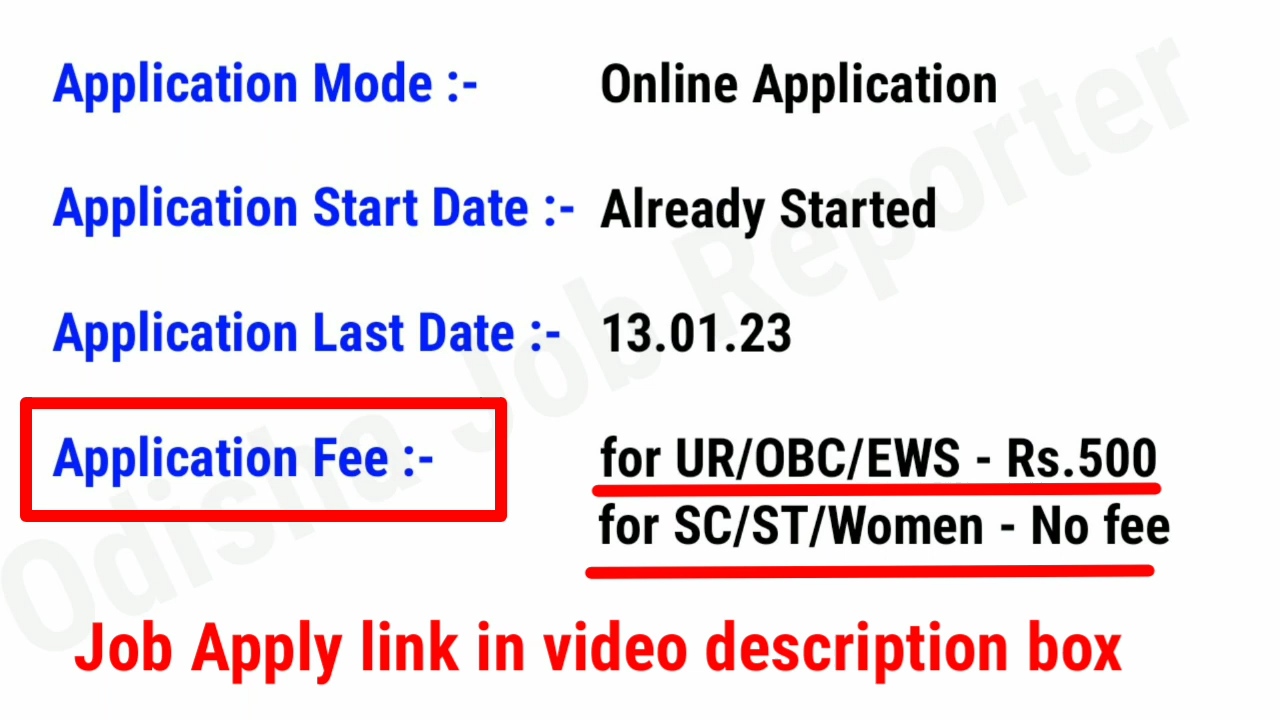 Application Mode :- Online Application
Application Start Date :- Already Started
Application Last Date :- 13.01.23
Application Fee :- for UR/OBC/EWS - Rs.500
for SC/ST/Women - No fee
Job Apply link in video description box
Odisha Job Reporter